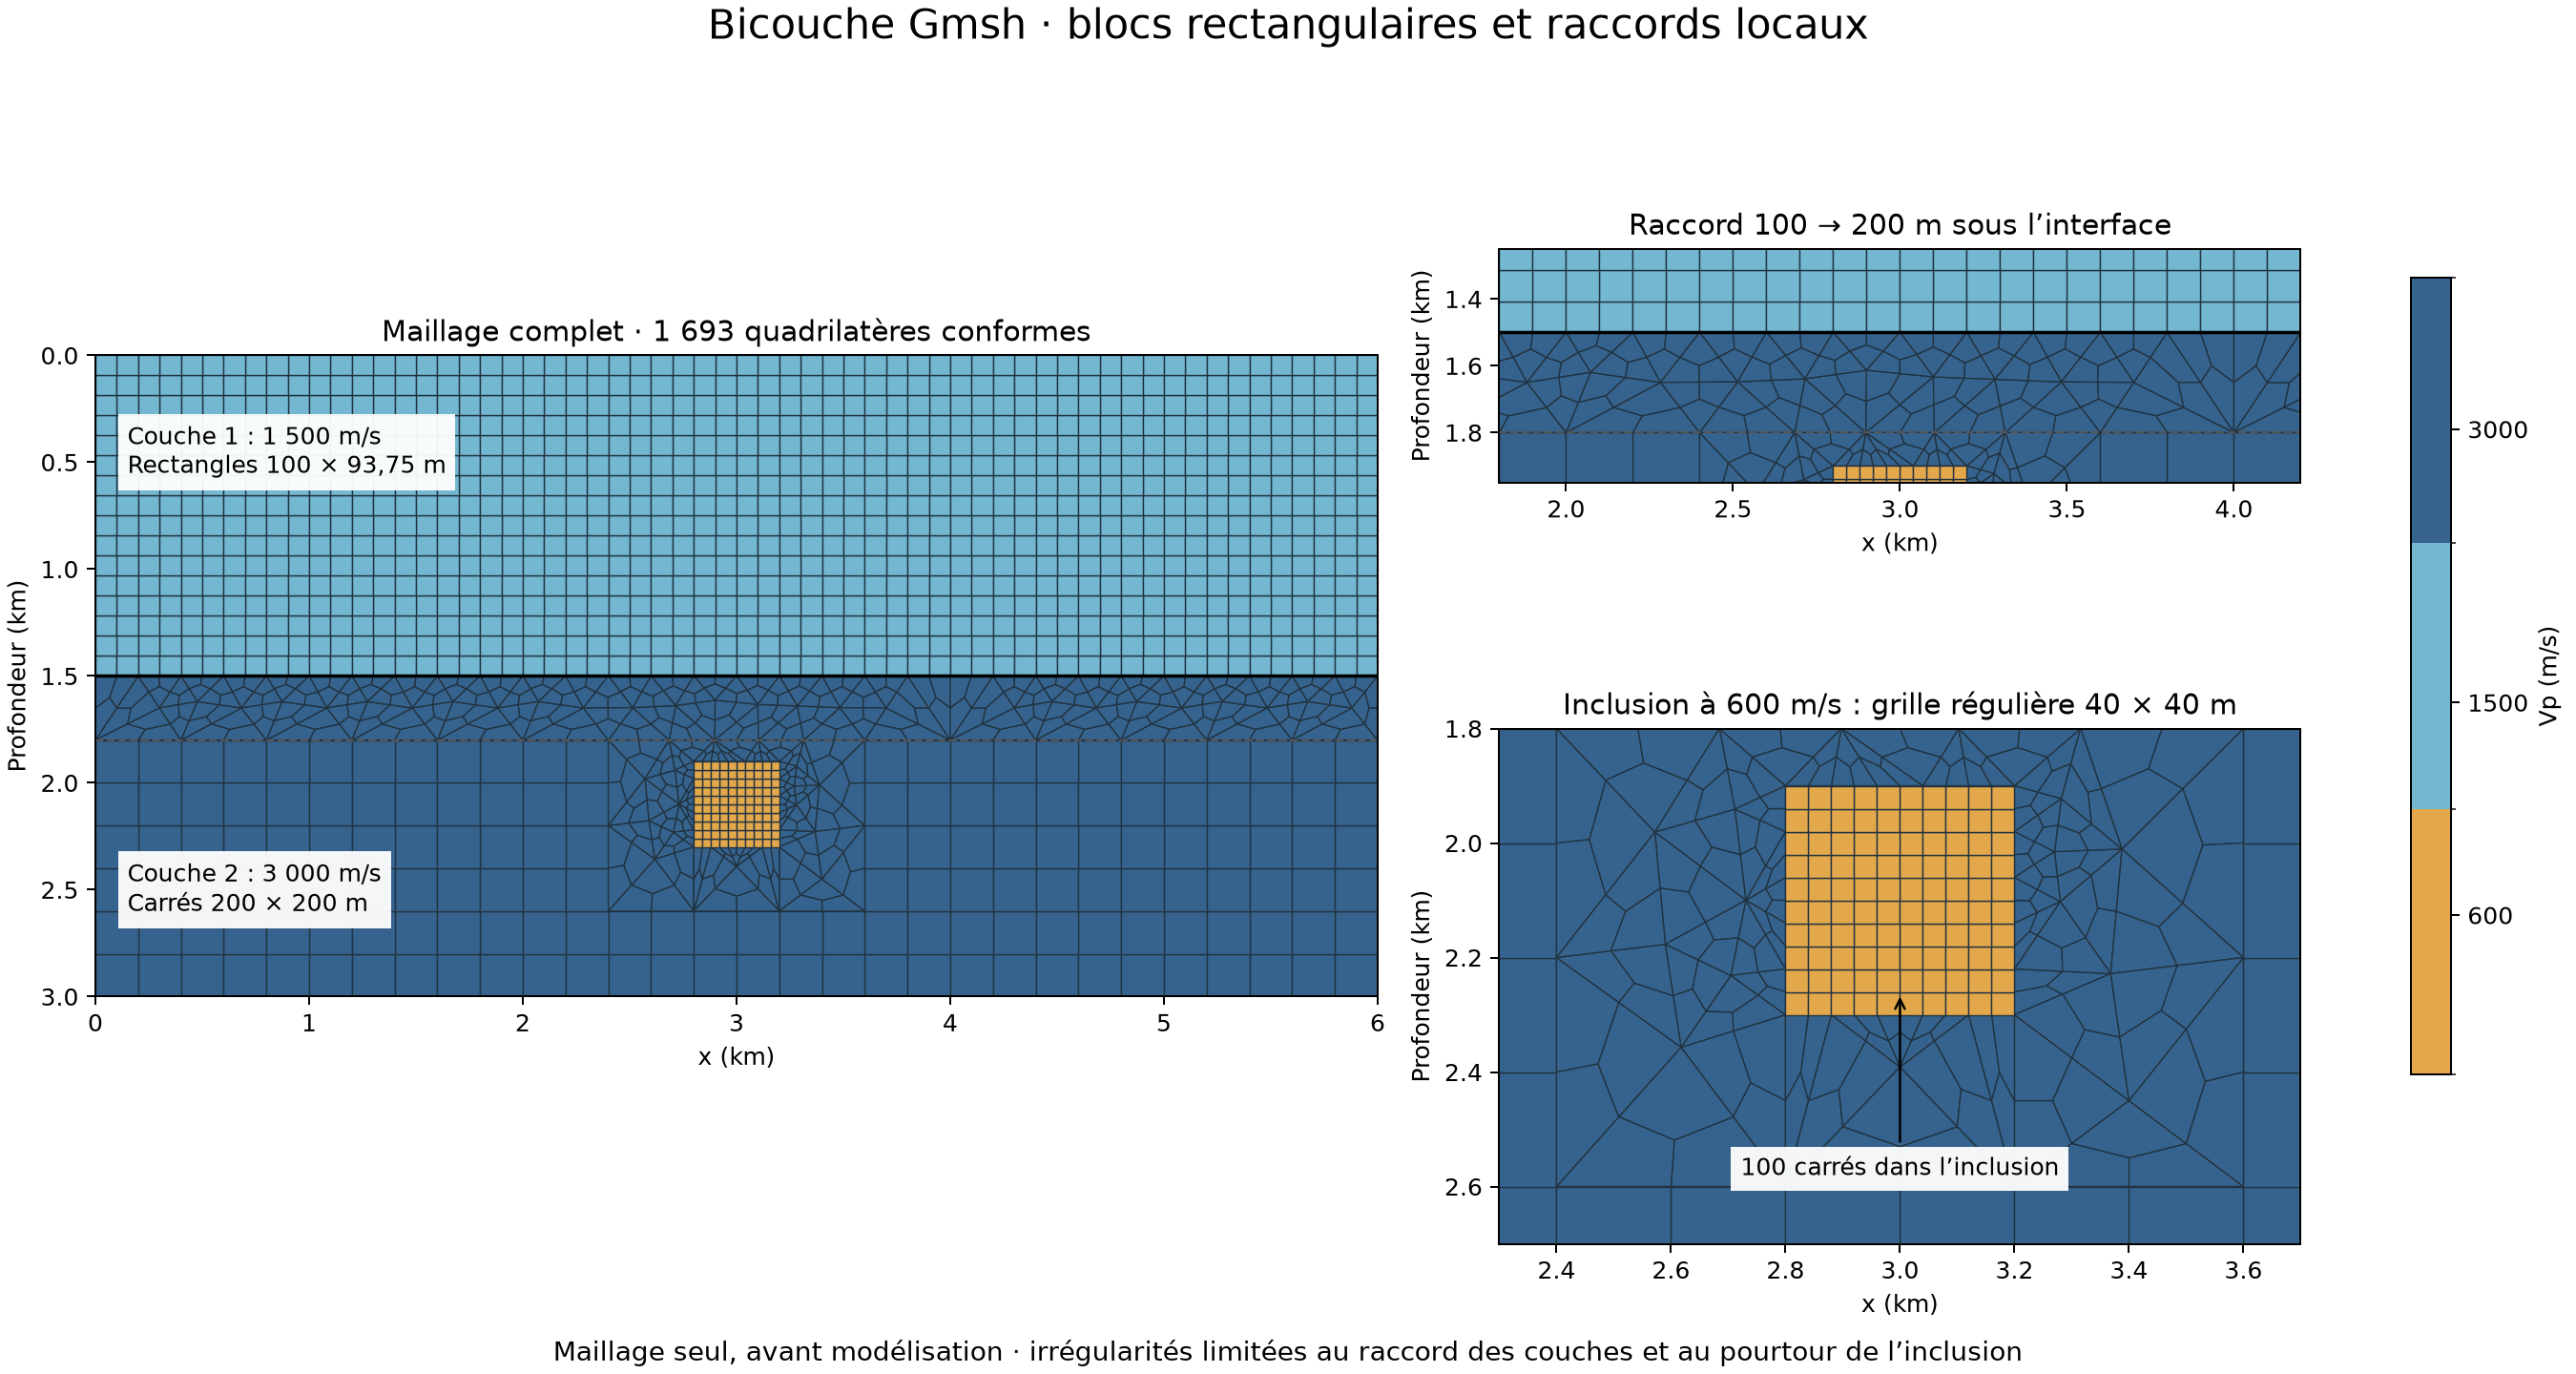 Bicouche Gmsh · blocs rectangulaires et raccords locaux
Maillage complet · 1 693 quadrilatères conformes
Profondeur (km)
0.0
0.5
1.0
1.5
2.0
2.5
3.0
Couche 1 : 1 500 m/s
Rectangles 100 × 93,75 m
Couche 2 : 3 000 m/s
Carrés 200 × 200 m
0 1 2 3 4 5 6
x (km)
Raccord 100 → 200 m sous l’interface
Profondeur (km)
1.4
1.6
1.8
2.0 2.5 3.0 3.5 4.0
x (km)
Inclusion à 600 m/s : grille régulière 40 × 40 m
Profondeur (km)
1.8
2.0
2.2
2.4
2.6
100 carrés dans l’inclusion
2.4 2.6 2.8 3.0 3.2 3.4 3.6
x (km)
3000
1500
600
Vp (m/s)
Maillage seul, avant modélisation · irrégularités limitées au raccord des couches et au pourtour de l’inclusion